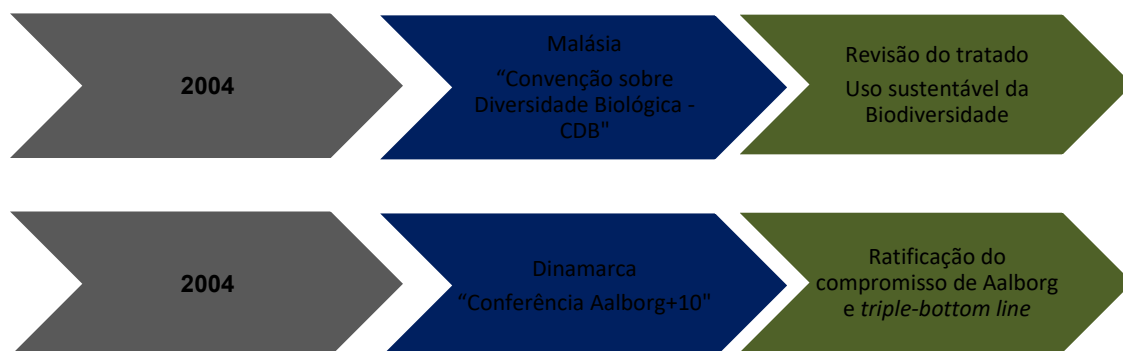 2004
Malásia
“Convenção sobre
Diversidade Biológica -
CDB"
Revisão do tratado
Uso sustentável da
Biodiversidade
2004
Dinamarca
“Conferência Aalborg+10"
Ratificação do
compromisso de Aalborg
e triple-bottom line